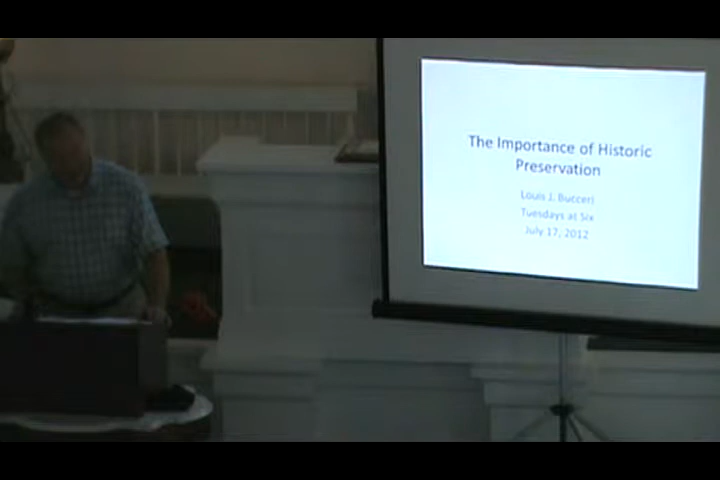 The Importance of Historic
Preservation
Louis J. Bucceri
Tuesdays at Six
July 17, 2012